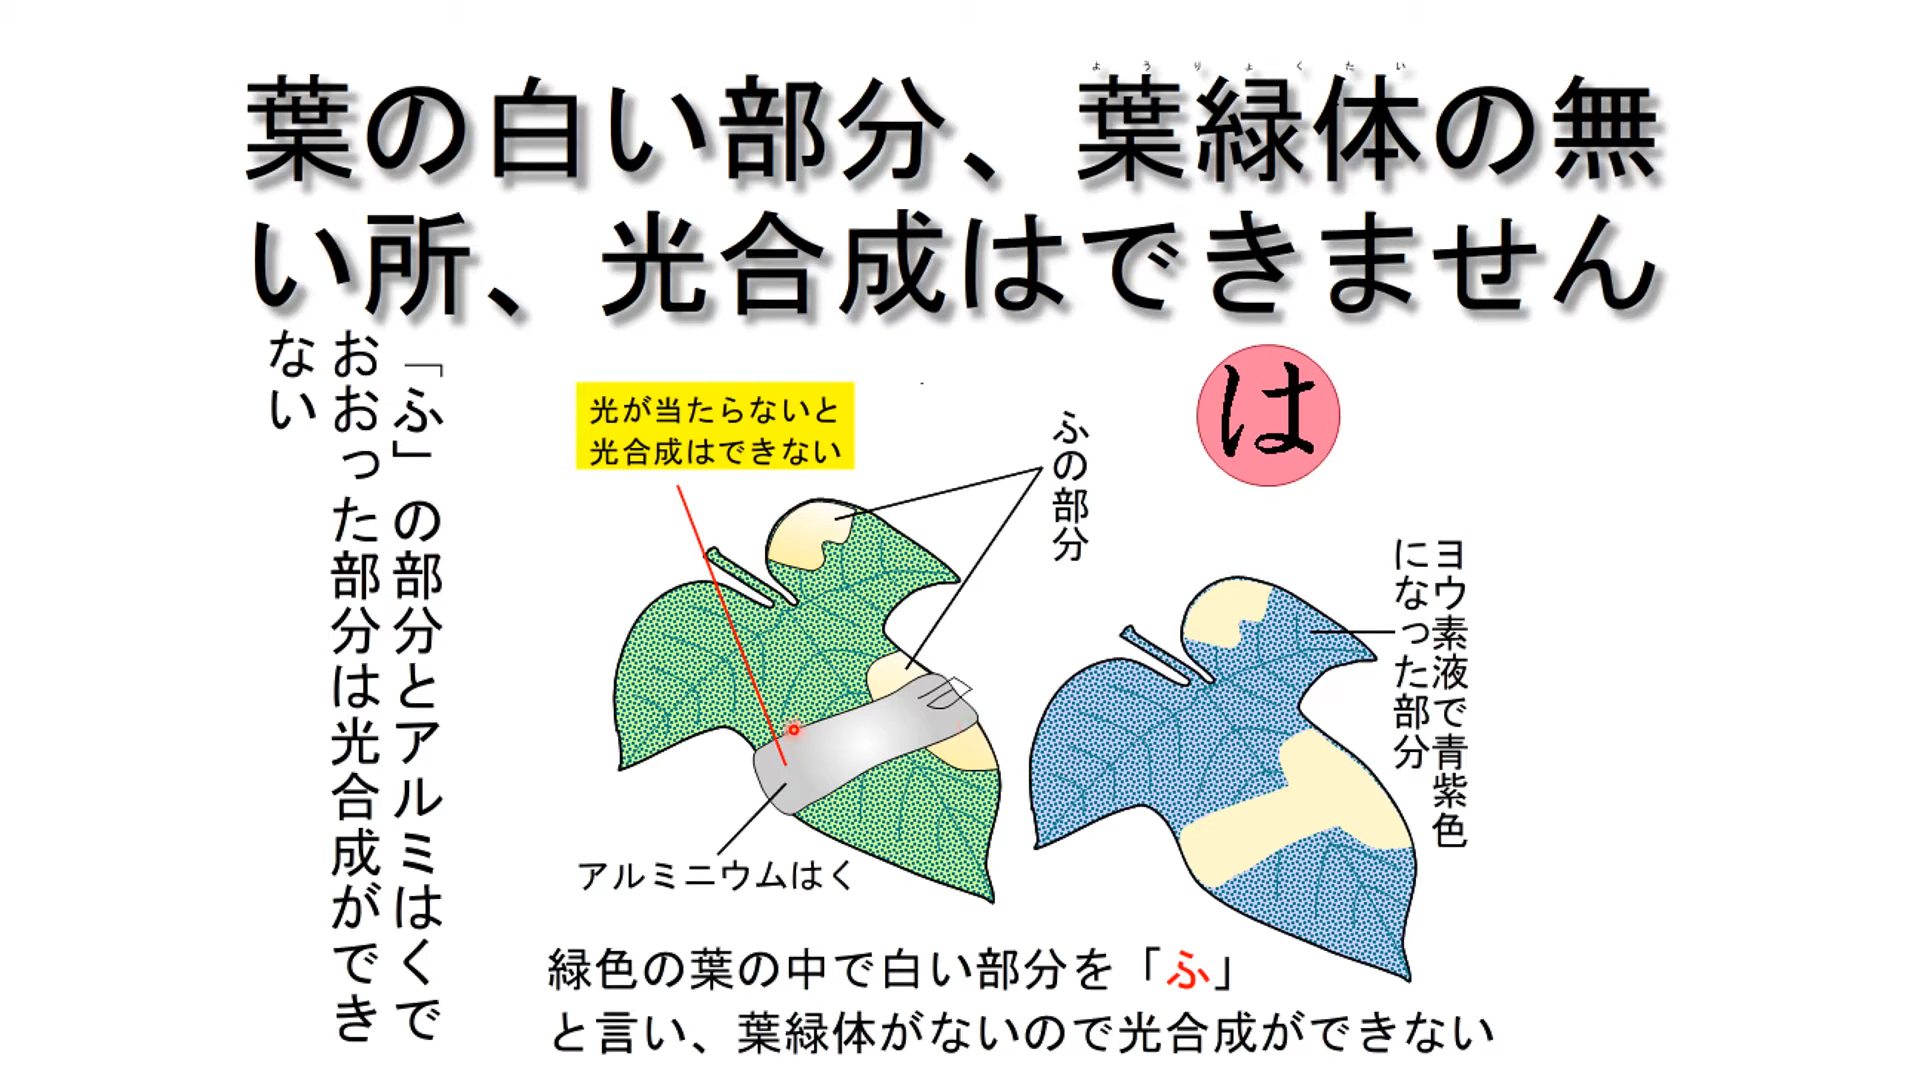 ようりょくたい
葉の白い部分、葉緑体の無
い所、光合成はできません
は
「ふ」の部分とアルミはくで
おおった部分は光合成ができ
ない
光が当たらないと
光合成はできない
ふの部分
ヨウ素液で青紫色
になった部分
アルミニウムはく
緑色の葉の中で白い部分を「ふ」
と言い、葉緑体がないので光合成ができない